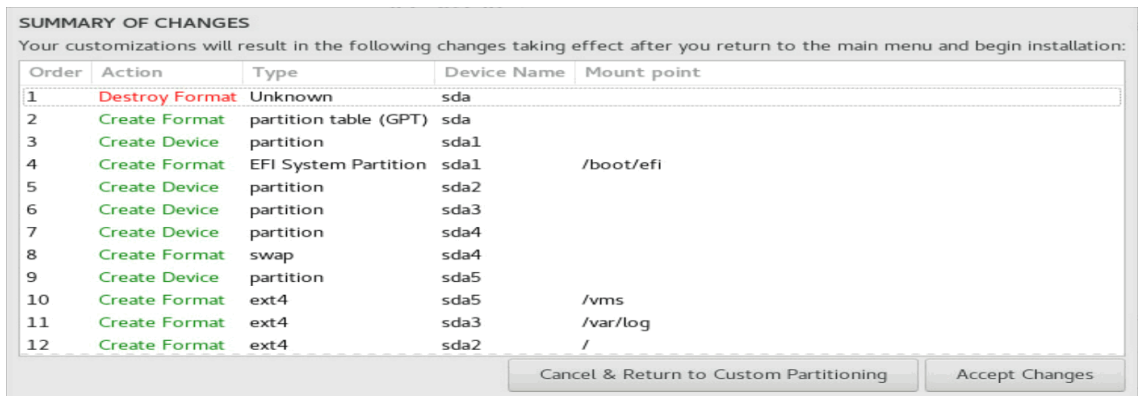 SUMMARY OF CHANGES
Your customizations will result in the following changes taking effect after you return to the main menu and begin installation:
Order Action Type Device Name Mount point
1 Destroy Format Unknown sda
2 Create Format partition table (GPT) sda
3 Create Device partition sda1
4 Create Format EFI System Partition sda1 /boot/efi
5 Create Device partition sda2
6 Create Device partition sda3
7 Create Device partition sda4
8 Create Format swap sda4
9 Create Device partition sda5
10 Create Format ext4 sda5 /vms
11 Create Format ext4 sda3 /var/log
12 Create Format ext4 sda2 /
Cancel & Return to Custom Partitioning Accept Changes